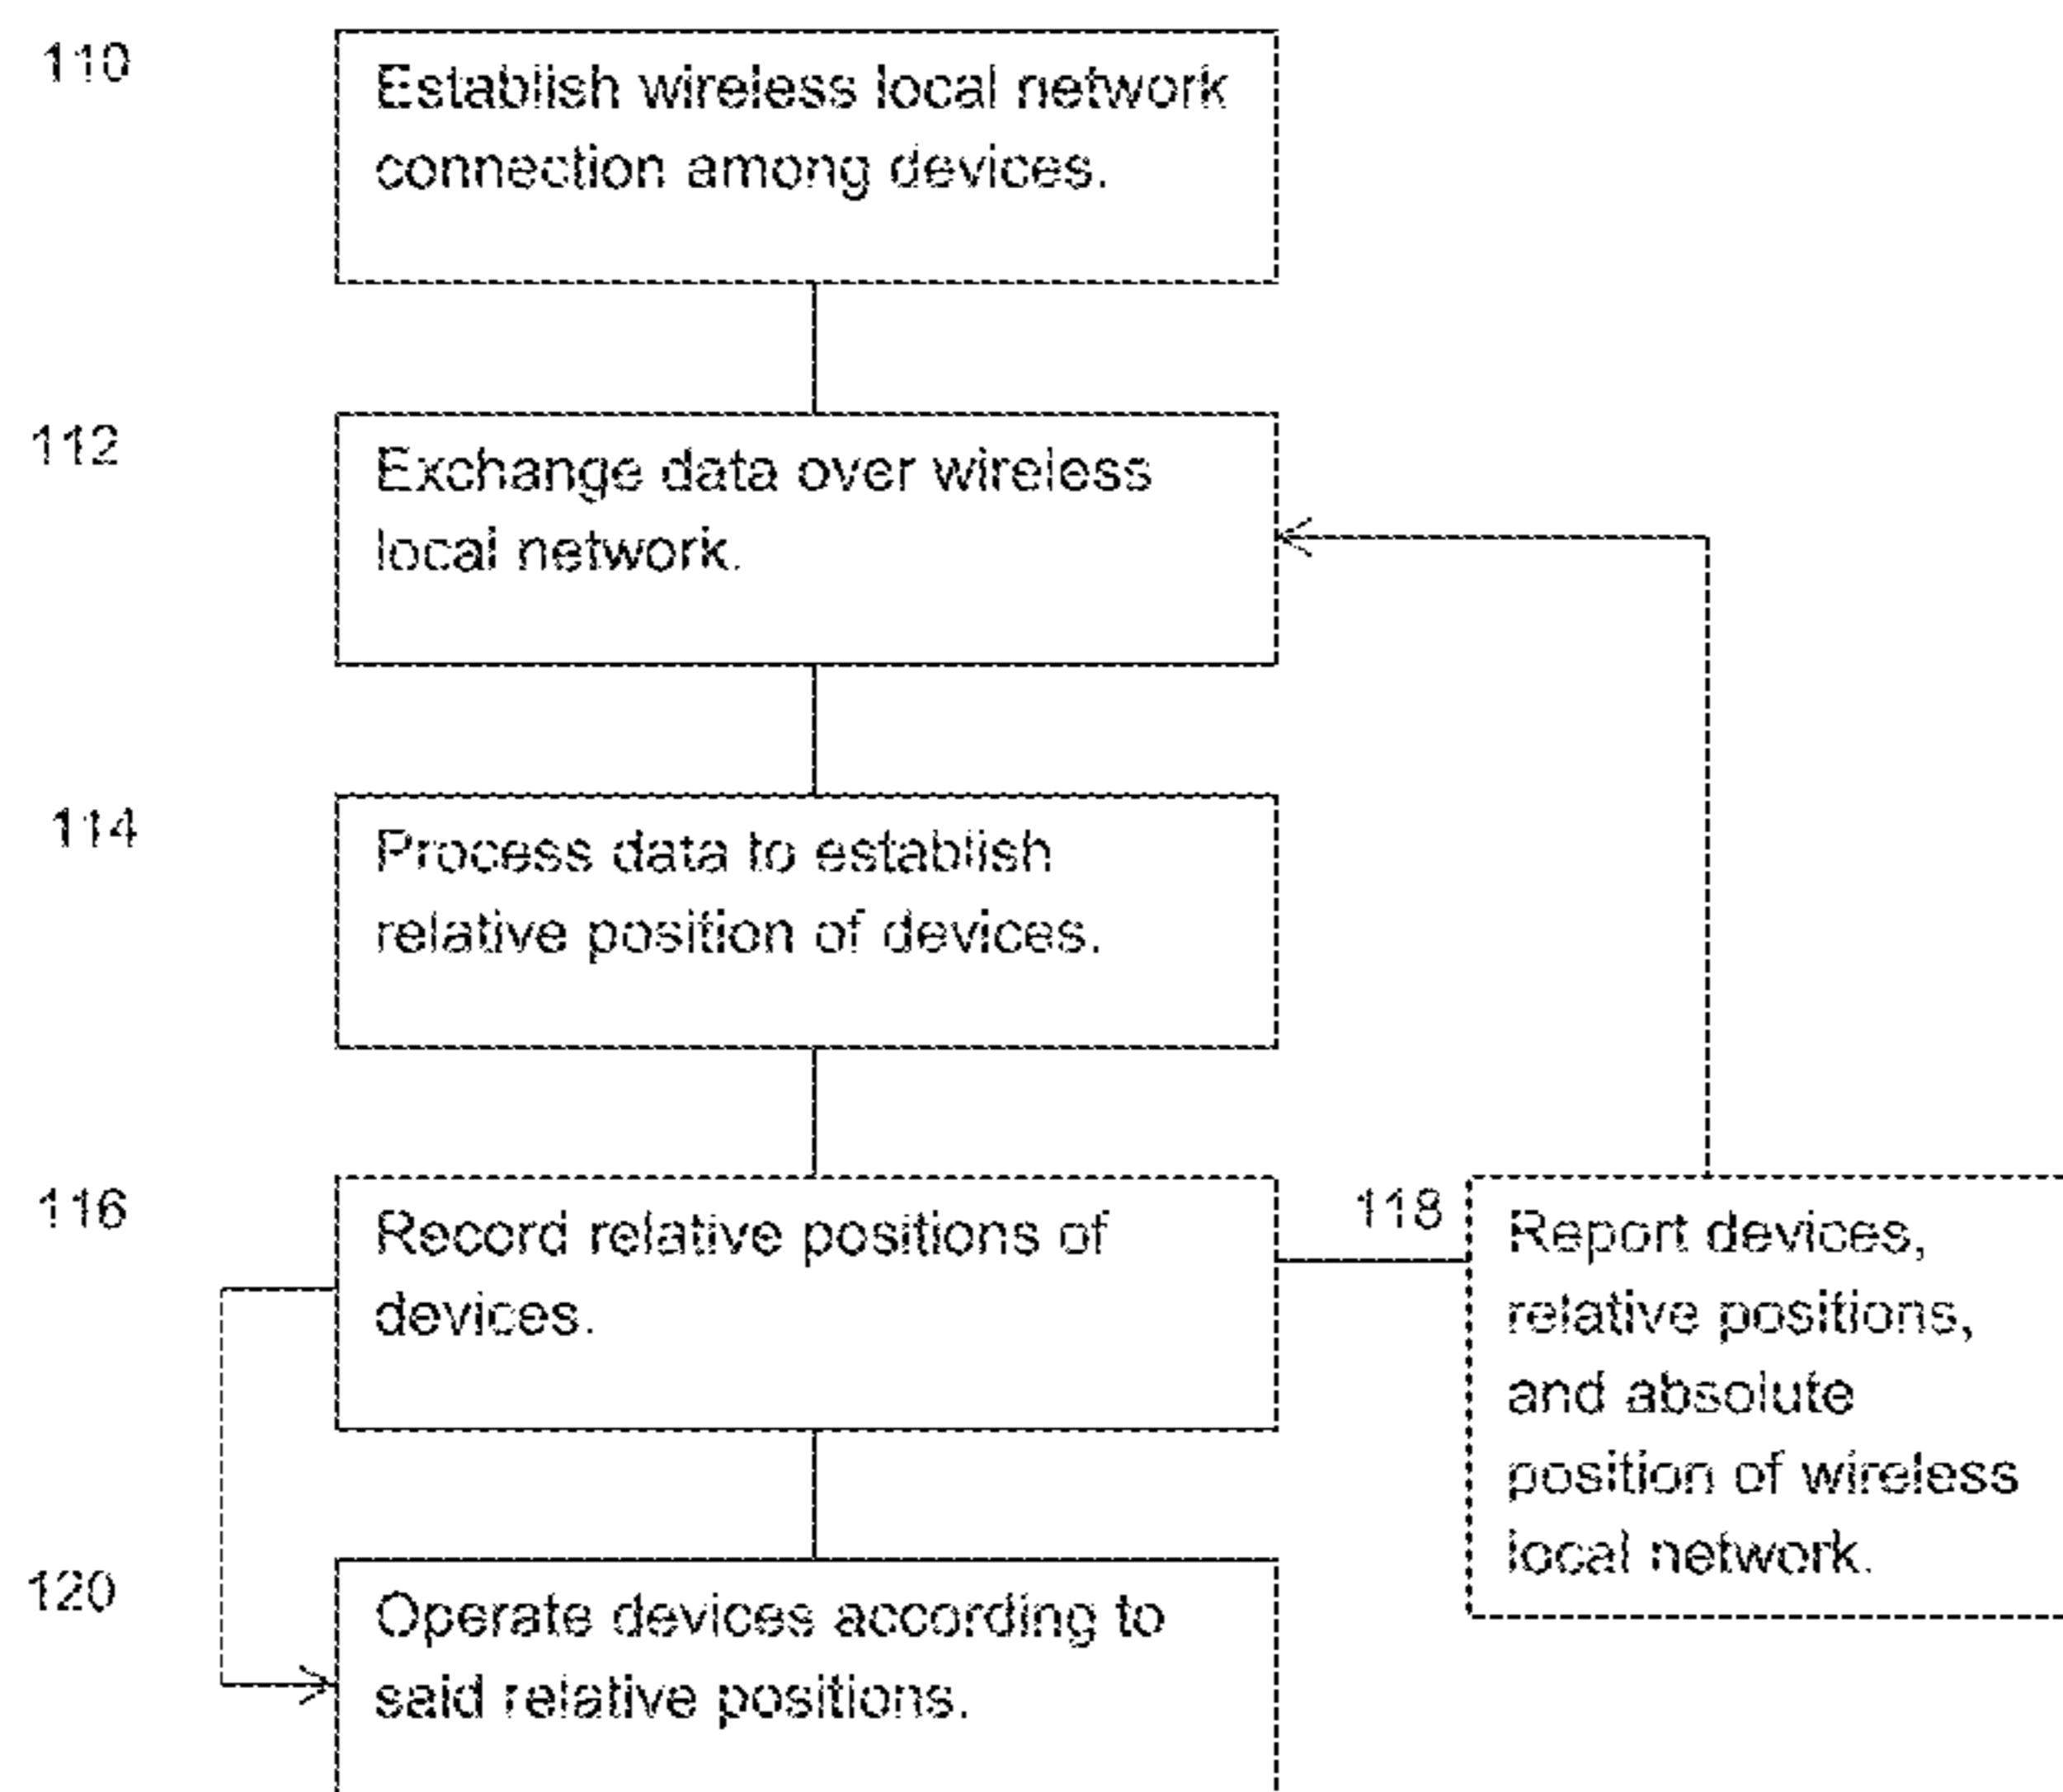 110
Establish wireless local network
connection among devices.
112
Exchange data over wireless
local network.
114
Process data to establish
relative position of devices.
116
Record relative positions of
devices.
118
Report devices,
relative positions,
and absolute
position of wireless
local network.
120
Operate devices according to
said relative positions.